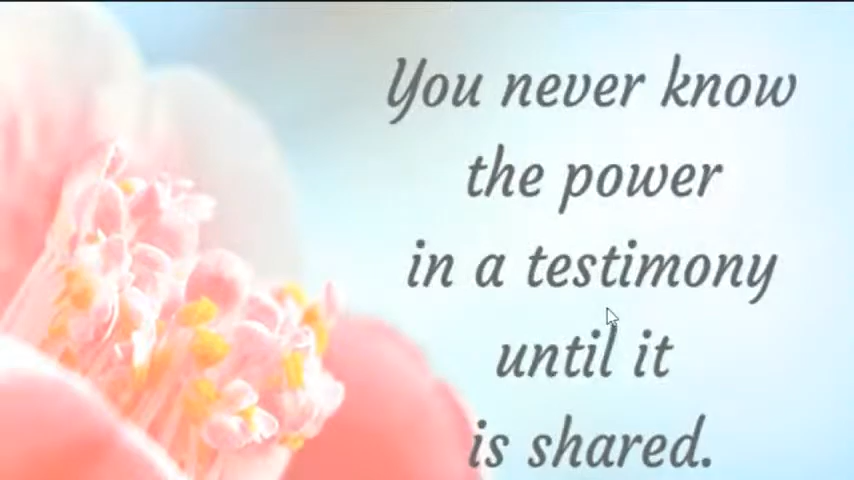 You never know
the power
in a testimony
until it
is shared.